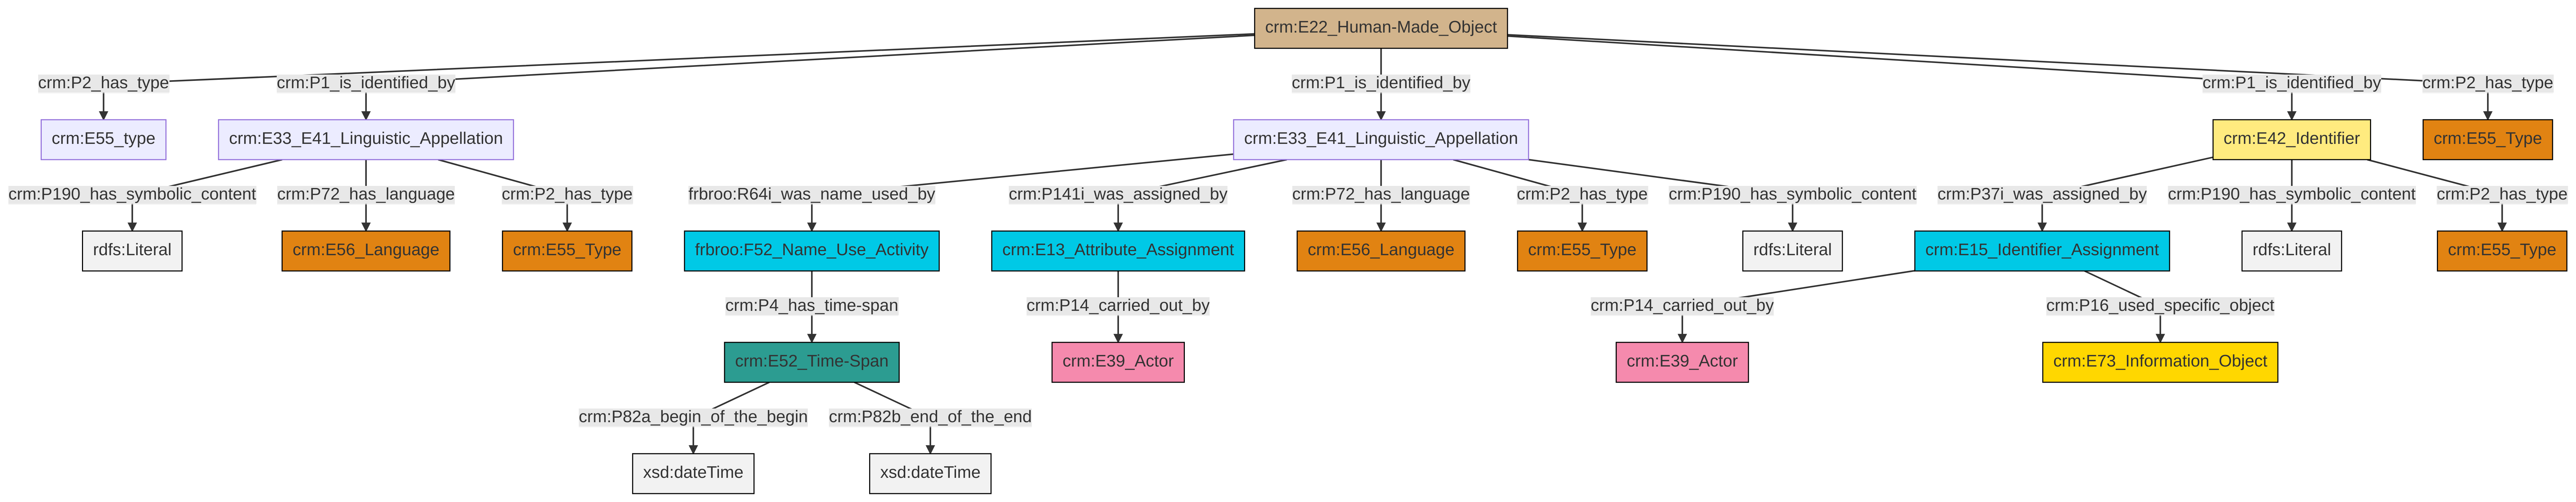 crm:E22_Human-Made_Object
crm:P2_has_type
crm:P1_is_identified_by
crm:P1_is_identified_by
crm:P1_is_identified_by
crm:P2_has_type
crm:E55_type
crm:E33_E41_Linguistic_Appellation
crm:E33_E41_Linguistic_Appellation
crm:E42_Identifier
crm:E55_Type
crm:P190_has_symbolic_content
crm:P72_has_language
crm:P2_has_type
frbroo:R64i_was_name_used_by
crm:P141i_was_assigned_by
crm:P72_has_language
crm:P2_has_type
crm:P190_has_symbolic_content
crm:P37i_was_assigned_by
crm:P190_has_symbolic_content
crm:P2_has_type
rdfs:Literal
crm:E56_Language
crm:E55_Type
frbroo:F52_Name_Use_Activity
crm:E13_Attribute_Assignment
crm:E56_Language
crm:E55_Type
rdfs:Literal
crm:E15_Identifier_Assignment
rdfs:Literal
crm:E55_Type
crm:P4_has_time-span
crm:P14_carried_out_by
crm:P14_carried_out_by
crm:P16_used_specific_object
crm:E52_Time-Span
crm:E39_Actor
crm:E39_Actor
crm:E73_Information_Object
crm:P82a_begin_of_the_begin
crm:P82b_end_of_the_end
xsd:dateTime
xsd:dateTime